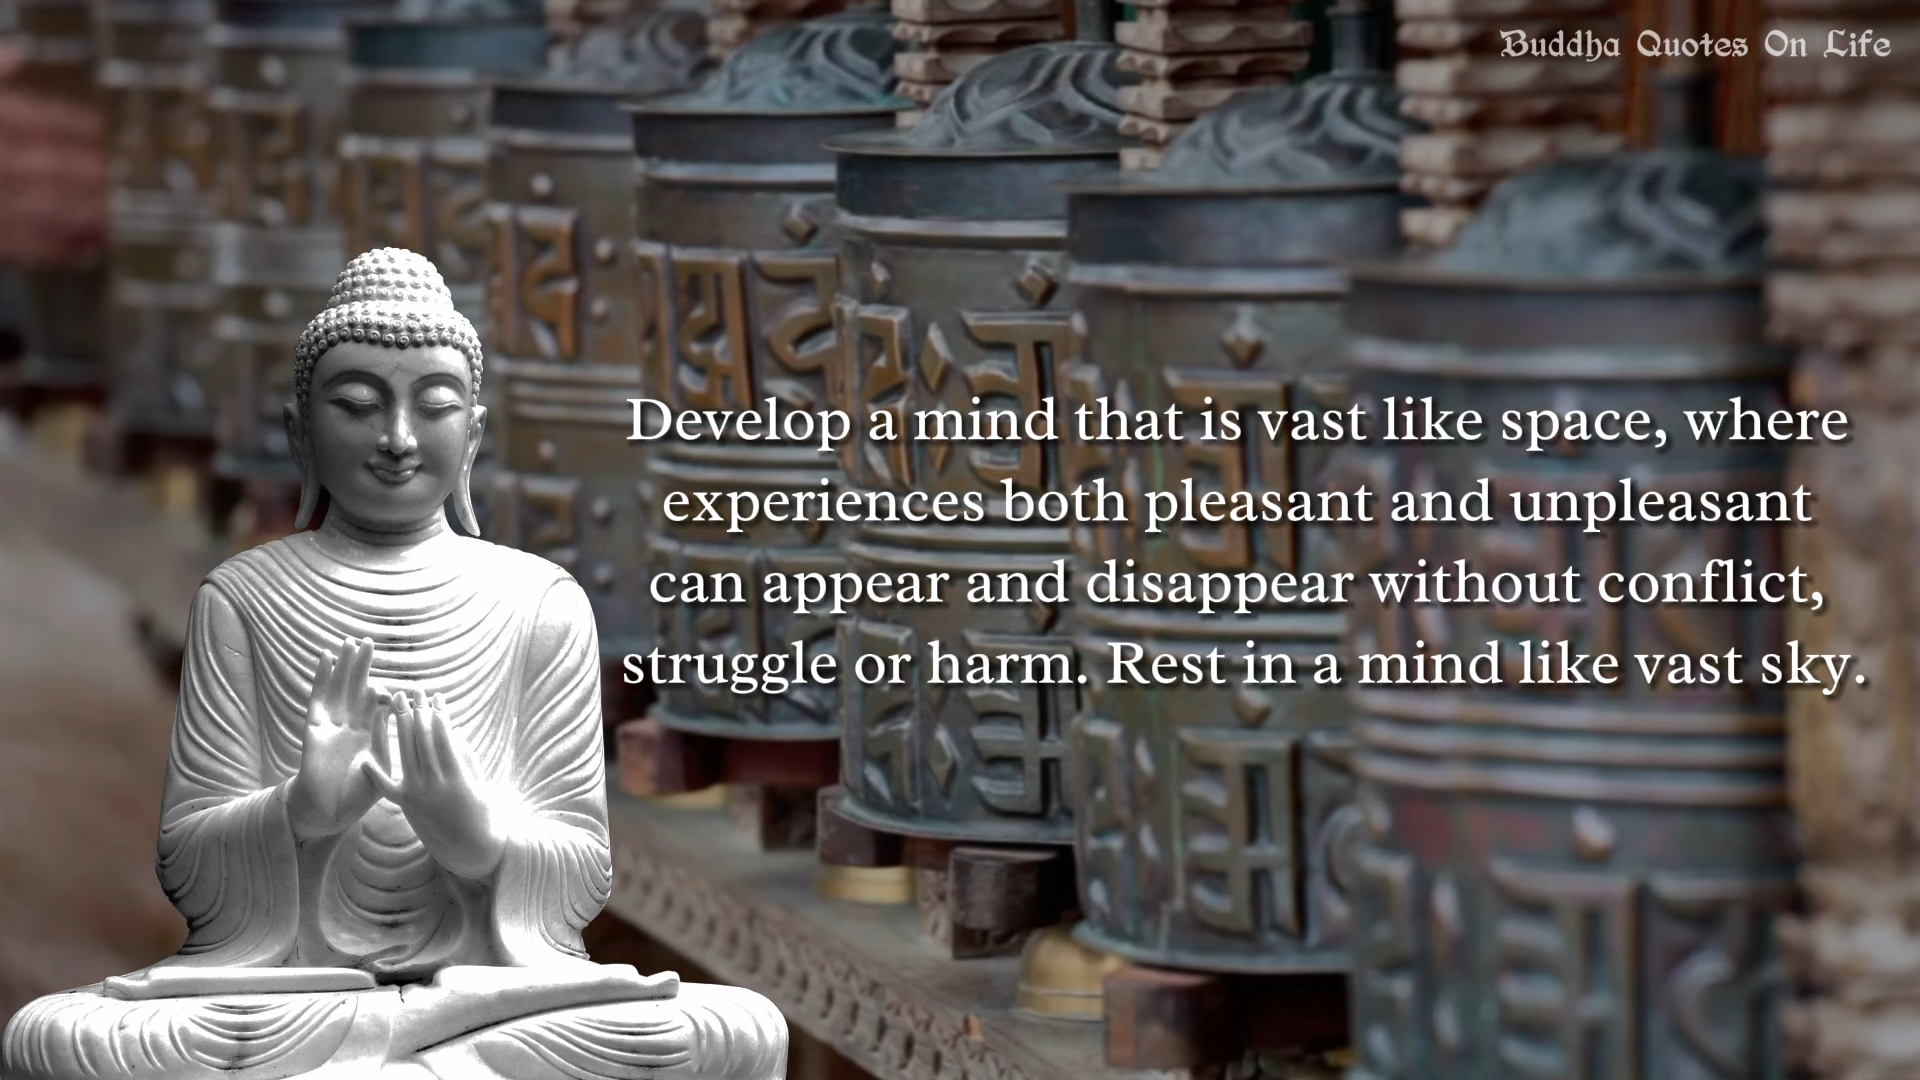 Buddha Quotes On Life
Develop a mind that is vast like space, where
experiences both pleasant and unpleasant
can appear and disappear without conflict,
struggle or harm. Rest in a mind like vast sky.